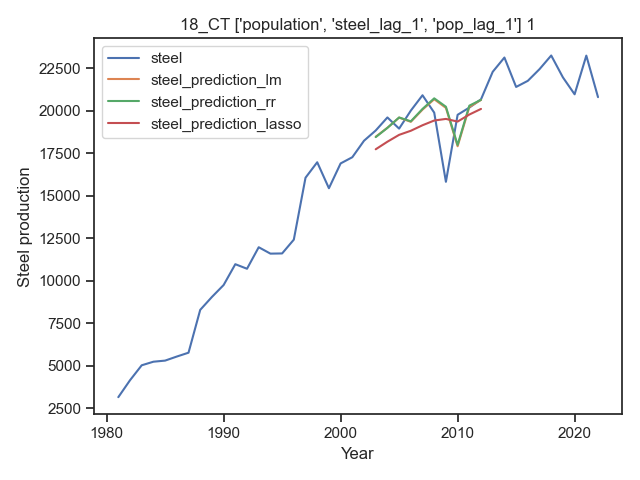 18_CT ['population', 'steel_lag_1', 'pop_lag_1'] 1
steel
steel_prediction_lm
steel_prediction_rr
steel_prediction_lasso
Steel production
22500
20000
17500
15000
12500
10000
7500
5000
2500
1980
1990
2000
2010
2020
Year